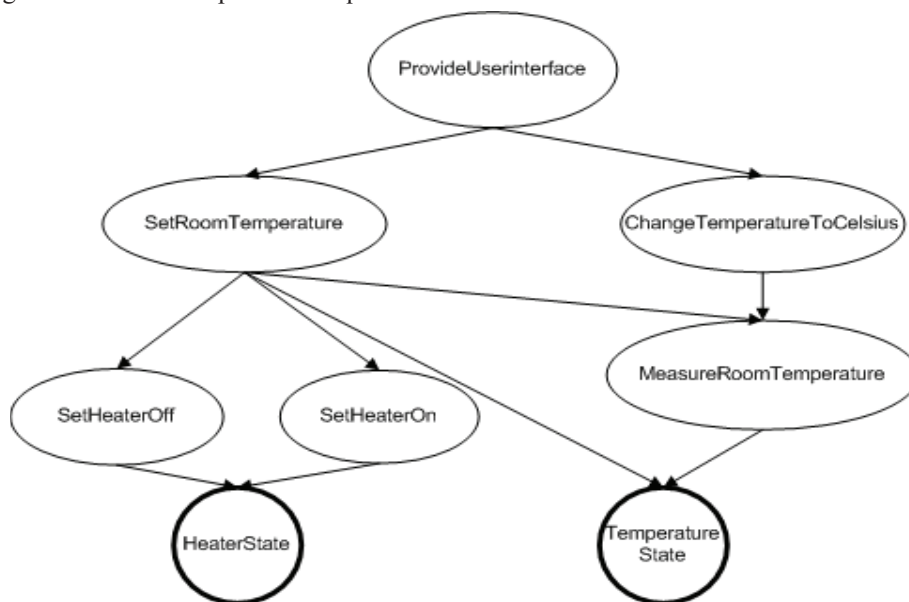 ProvideUserinterface
SetRoomTemperature
ChangeTemperatureToCelsius
MeasureRoomTemperature
SetHeaterOff
SetHeaterOn
HeaterState
Temperature
State